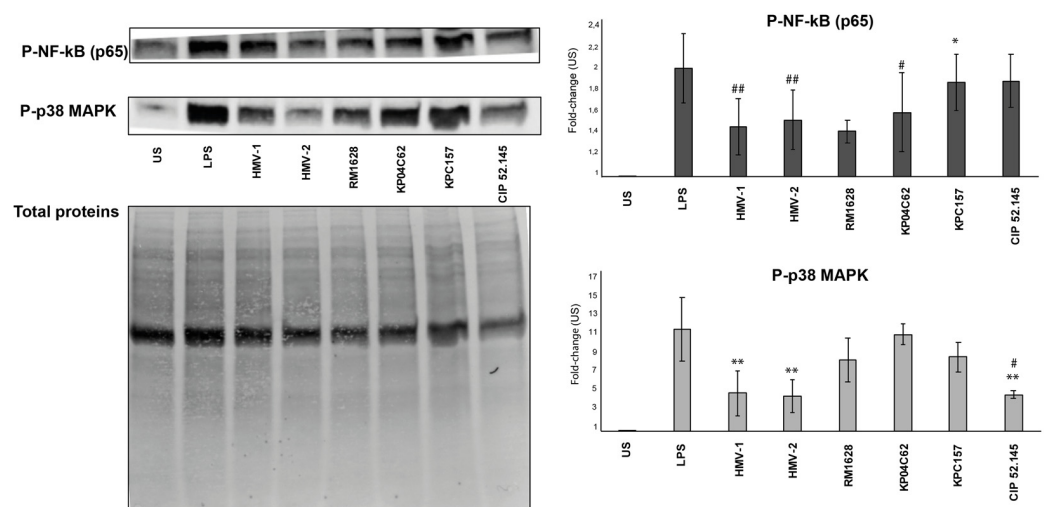 P-NF-kB (p65)
P-p38 MAPK
US
LPS
HMV-1
HMV-2
RM1628
KP04C62
KPC157
CIP 52.145
Total proteins
P-NF-kB (p65)
Fold-change (US)
2,4
2,2
2
1,8
1,6
1,4
1,2
1
##
##
#
*
US
LPS
HMV-1
HMV-2
RM1628
KP04C62
KPC157
CIP 52.145
P-p38 MAPK
Fold-change (US)
17
15
13
11
9
7
5
3
1
**
**
#
**
US
LPS
HMV-1
HMV-2
RM1628
KP04C62
KPC157
CIP 52.145